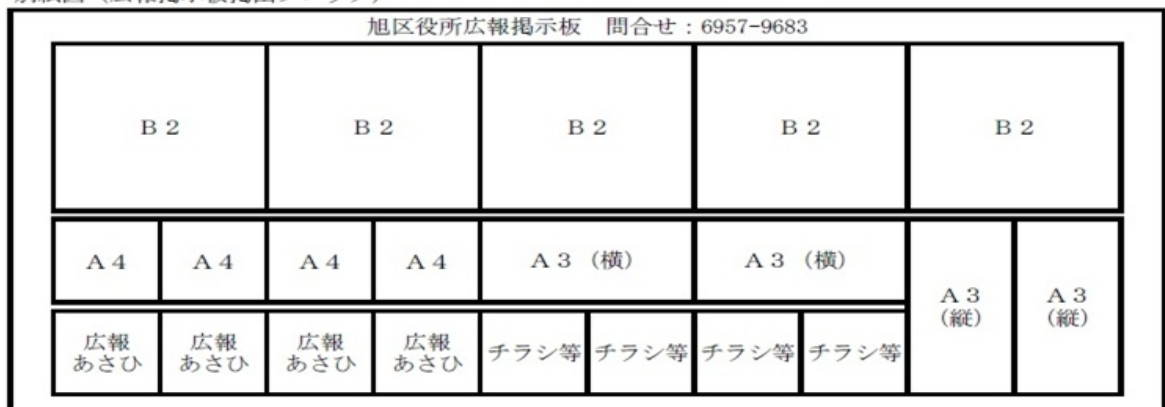 旭区役所広報掲示板 問合せ：6957-9683
B2 B2 B2 B2 B2
A4 A4 A4 A4 A3（横） A3（横）
A3 A3
（縦） （縦）
広報 広報 広報 広報
あさひ あさひ あさひ あさひ
チラシ等 チラシ等 チラシ等 チラシ等